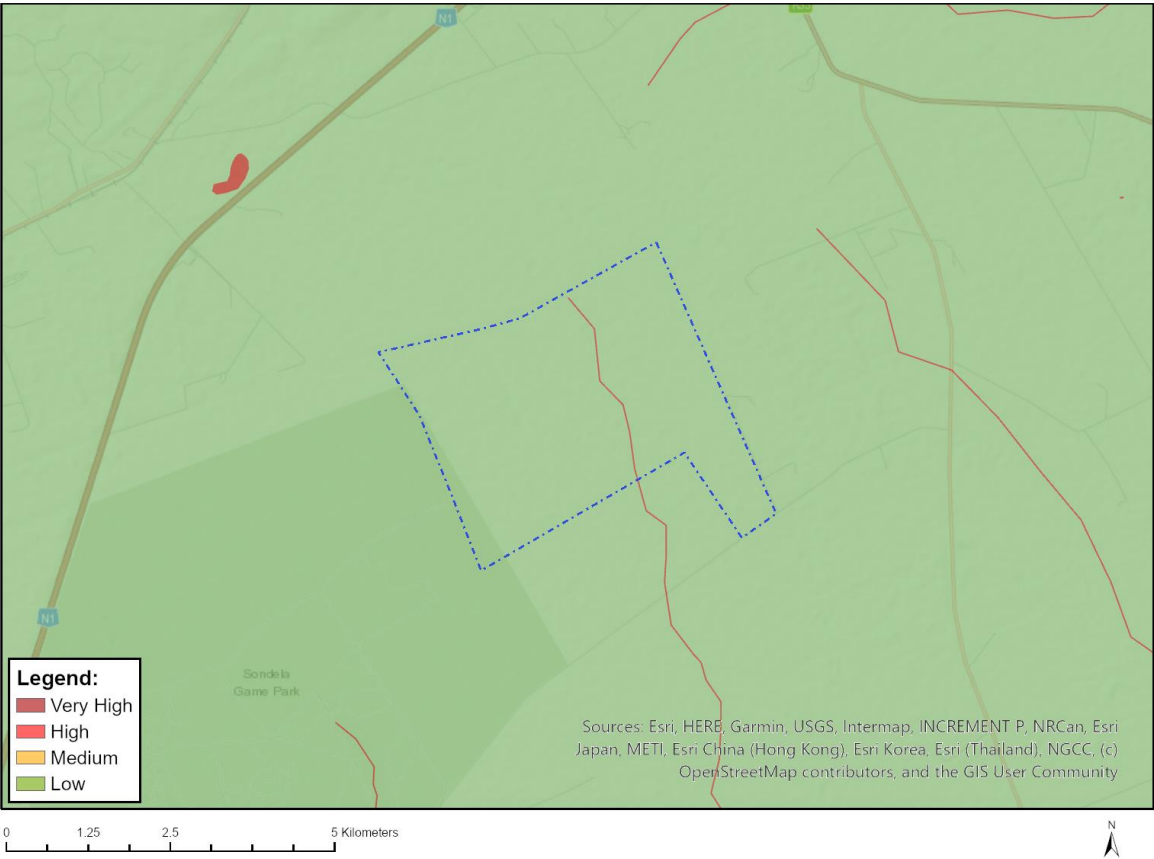 N1
N1
Sondela
Game Park
Legend:
Very High
High
Medium
Low
Sources: Esri, HERE, Garmin, USGS, Intermap, INCREMENT P, NRCan, Esri
Japan, METI, Esri China (Hong Kong), Esri Korea, Esri (Thailand), NGCC, (c)
OpenStreetMap contributors, and the GIS User Community
0 1.25 2.5 5 Kilometers
N